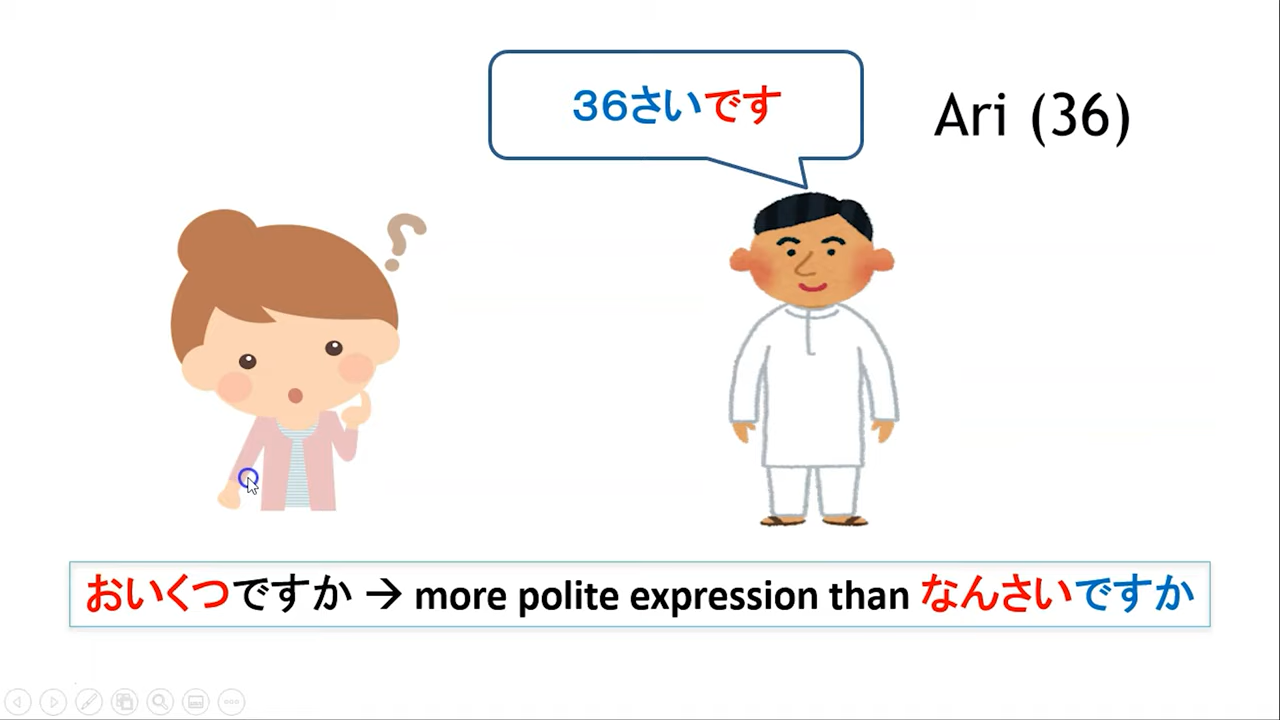 ３６さいです
Ari (36)
おいくつですか → more polite expression than なんさいですか